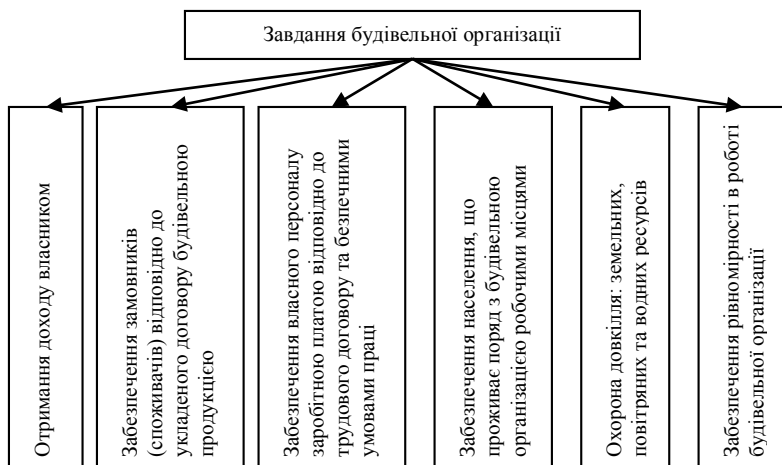 Завдання будівельної організації
Отримання доходу власником
Забезпечення замовників
(споживачів) відповідно до
укладеного договору будівельною
продукцією
Забезпечення власного персоналу
заробітною платою відповідно до
трудового договору та безпечними
умовами праці
Забезпечення населення, що
проживає поряд з будівельною
організацією робочими місцями
Охорона довкілля: земельних,
повітряних та водних ресурсів
Забезпечення рівномірності в роботі
будівельної організації